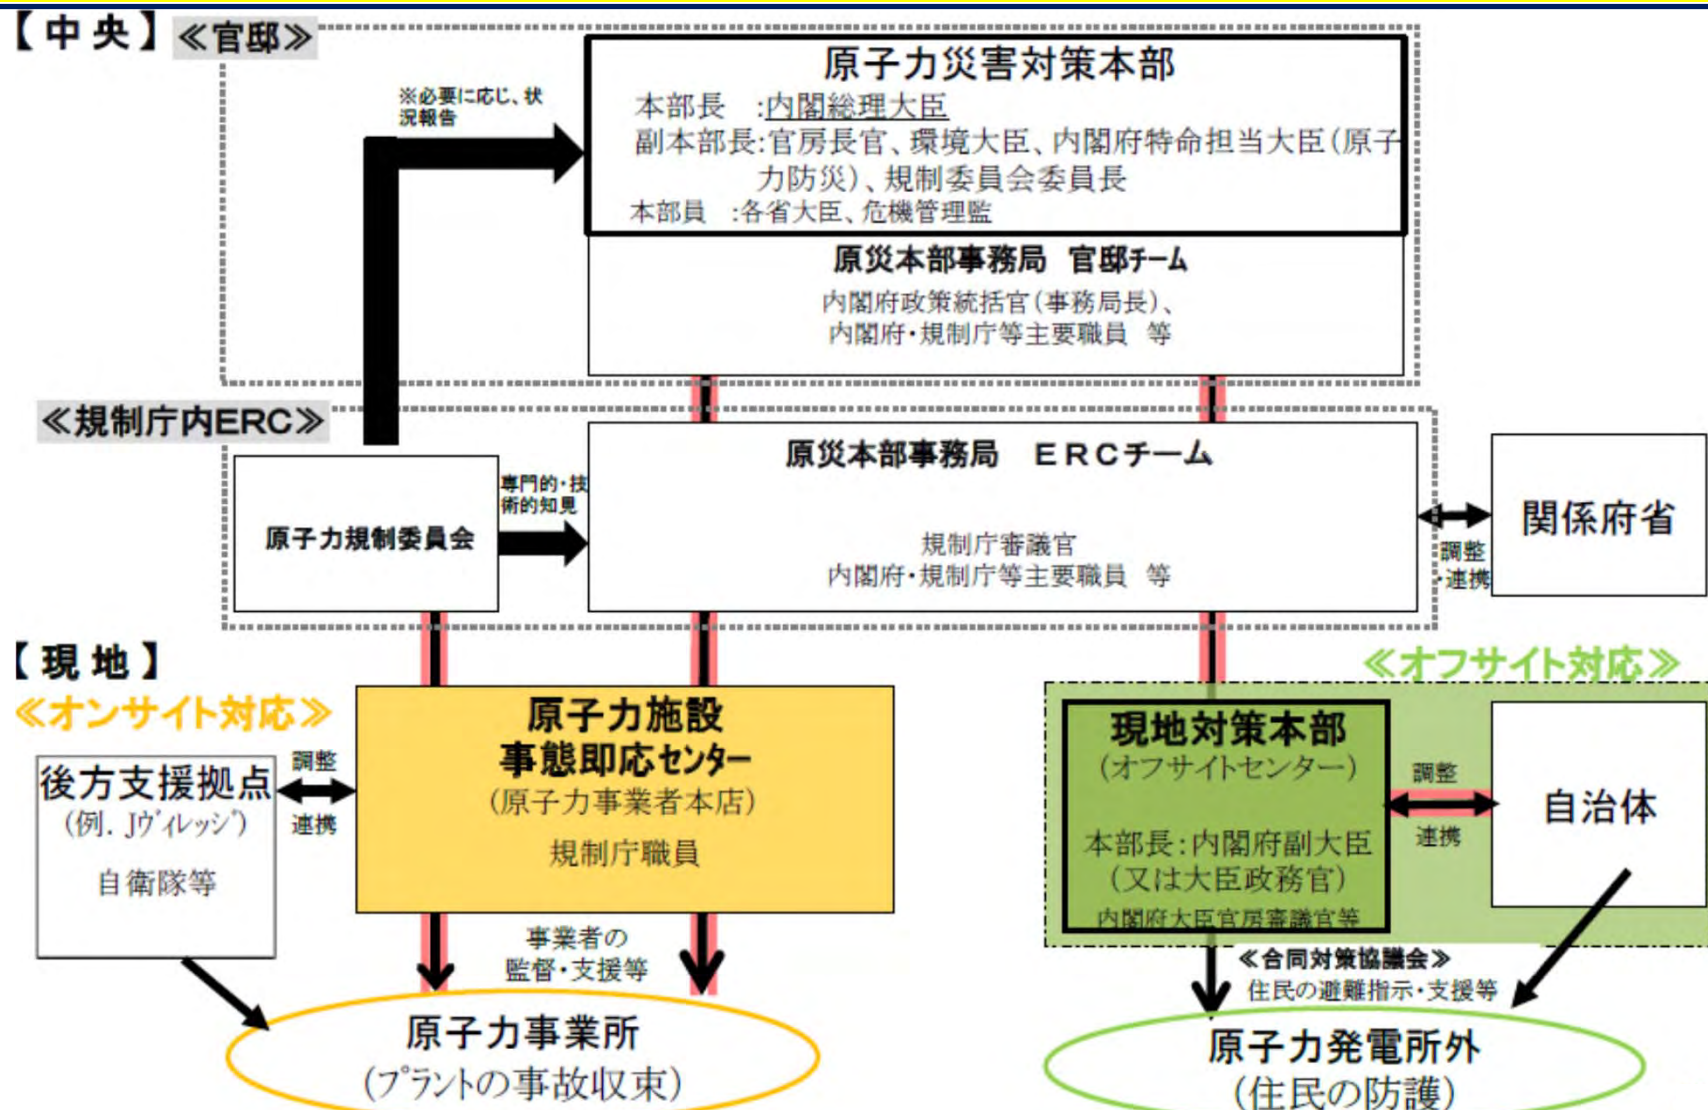 【中央】
≪官邸≫
※必要に応じ、状
況報告
原子力災害対策本部
本部長　:内閣総理大臣
副本部長:官房長官、環境大臣、内閣府特命担当大臣(原子
力防災)、規制委員会委員長
本部員　:各省大臣、危機管理監
原災本部事務局　官邸チーム
内閣府政策統括官(事務局長)、
内閣府・規制庁等主要職員　等
≪規制庁内ERC≫
原子力規制委員会
専門的・技
術的知見
原災本部事務局　ＥＲＣチーム
規制庁審議官
内閣府・規制庁等主要職員　等
調整
・連携
関係府省
【現地】
≪オンサイト対応≫
後方支援拠点
(例．Jヴィレッジ)
自衛隊等
調整
連携
原子力施設
事態即応センター
(原子力事業者本店)
規制庁職員
事業者の
監督・支援等
原子力事業所
(プラントの事故収束)
≪オフサイト対応≫
現地対策本部
(オフサイトセンター)
本部長:内閣府副大臣
(又は大臣政務官)
内閣府大臣官房審議官等
調整
連携
自治体
≪合同対策協議会≫
住民の避難指示・支援等
原子力発電所外
(住民の防護)